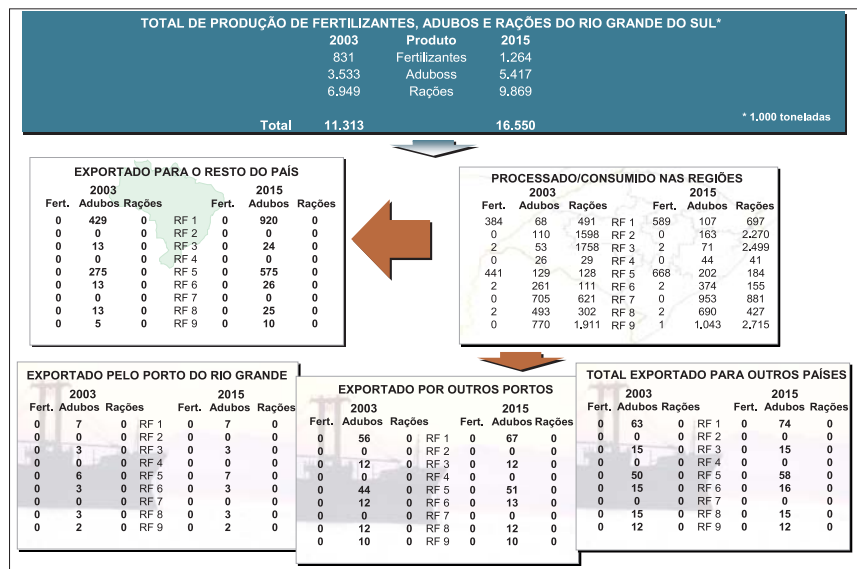 TOTAL DE PRODUÇÃO DE FERTILIZANTES, ADUBOS E RAÇÕES DO RIO GRANDE DO SUL*
2003 Produto 2015
831 Fertilizantes 1.264
3.533 Aduboss 5.417
6.949 Rações 9.869
Total 11.313 16.550
* 1.000 toneladas
EXPORTADO PARA O RESTO DO PAÍS
2003 2015
Fert. Adubos Rações Fert. Adubos Rações
0 429 0 RF 1 0 920 0
0 0 0 RF 2 0 0 0
0 13 0 RF 3 0 24 0
0 0 0 RF 4 0 0 0
0 275 0 RF 5 0 575 0
0 13 0 RF 6 0 26 0
0 0 0 RF 7 0 0 0
0 13 0 RF 8 0 25 0
0 5 0 RF 9 0 10 0
PROCESSADO/CONSUMIDO NAS REGIÕES
2003 2015
Fert. Adubos Rações Fert. Adubos Rações
384 68 491 RF 1 589 107 697
0 110 1598 RF 2 0 163 2.270
2 53 1758 RF 3 2 71 2.499
0 26 29 RF 4 0 44 41
441 129 128 RF 5 668 202 184
2 261 111 RF 6 2 374 155
0 705 621 RF 7 0 953 881
2 493 302 RF 8 2 690 427
0 770 1.911 RF 9 1 1.043 2.715
EXPORTADO PELO PORTO DO RIO GRANDE
2003 2015
Fert. Adubos Rações Fert. Adubos Rações
0 7 0 RF 1 0 7 0
0 0 0 RF 2 0 0 0
0 3 0 RF 3 0 3 0
0 0 0 RF 4 0 0 0
0 6 0 RF 5 0 7 0
0 3 0 RF 6 0 3 0
0 0 0 RF 7 0 0 0
0 3 0 RF 8 0 3 0
0 2 0 RF 9 0 2 0
EXPORTADO POR OUTROS PORTOS
2003 2015
Fert. Adubos Rações Fert. Adubos Rações
0 56 0 RF 1 0 67 0
0 0 0 RF 2 0 0 0
0 12 0 RF 3 0 12 0
0 0 0 RF 4 0 0 0
0 44 0 RF 5 0 51 0
0 12 0 RF 6 0 13 0
0 0 0 RF 7 0 0 0
0 12 0 RF 8 0 12 0
0 10 0 RF 9 0 10 0
TOTAL EXPORTADO PARA OUTROS PAÍSES
2003 2015
Fert. Adubos Rações Fert. Adubos Rações
0 63 0 RF 1 0 74 0
0 0 0 RF 2 0 0 0
0 15 0 RF 3 0 15 0
0 0 0 RF 4 0 0 0
0 50 0 RF 5 0 58 0
0 15 0 RF 6 0 16 0
0 0 0 RF 7 0 0 0
0 15 0 RF 8 0 15 0
0 12 0 RF 9 0 12 0